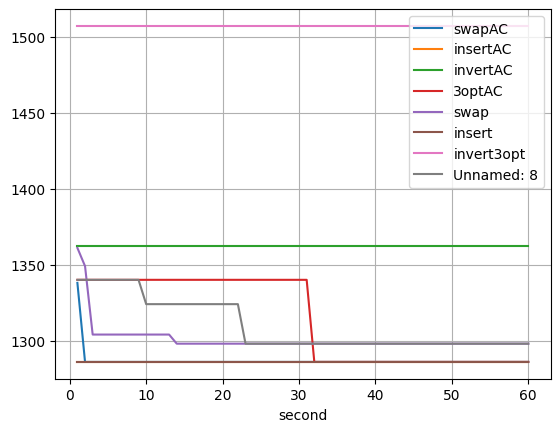 1500
1450
1400
1350
1300
0
10
20
30
40
50
60
second
swapAC
insertAC
invertAC
3optAC
swap
insert
invert3opt
Unnamed: 8